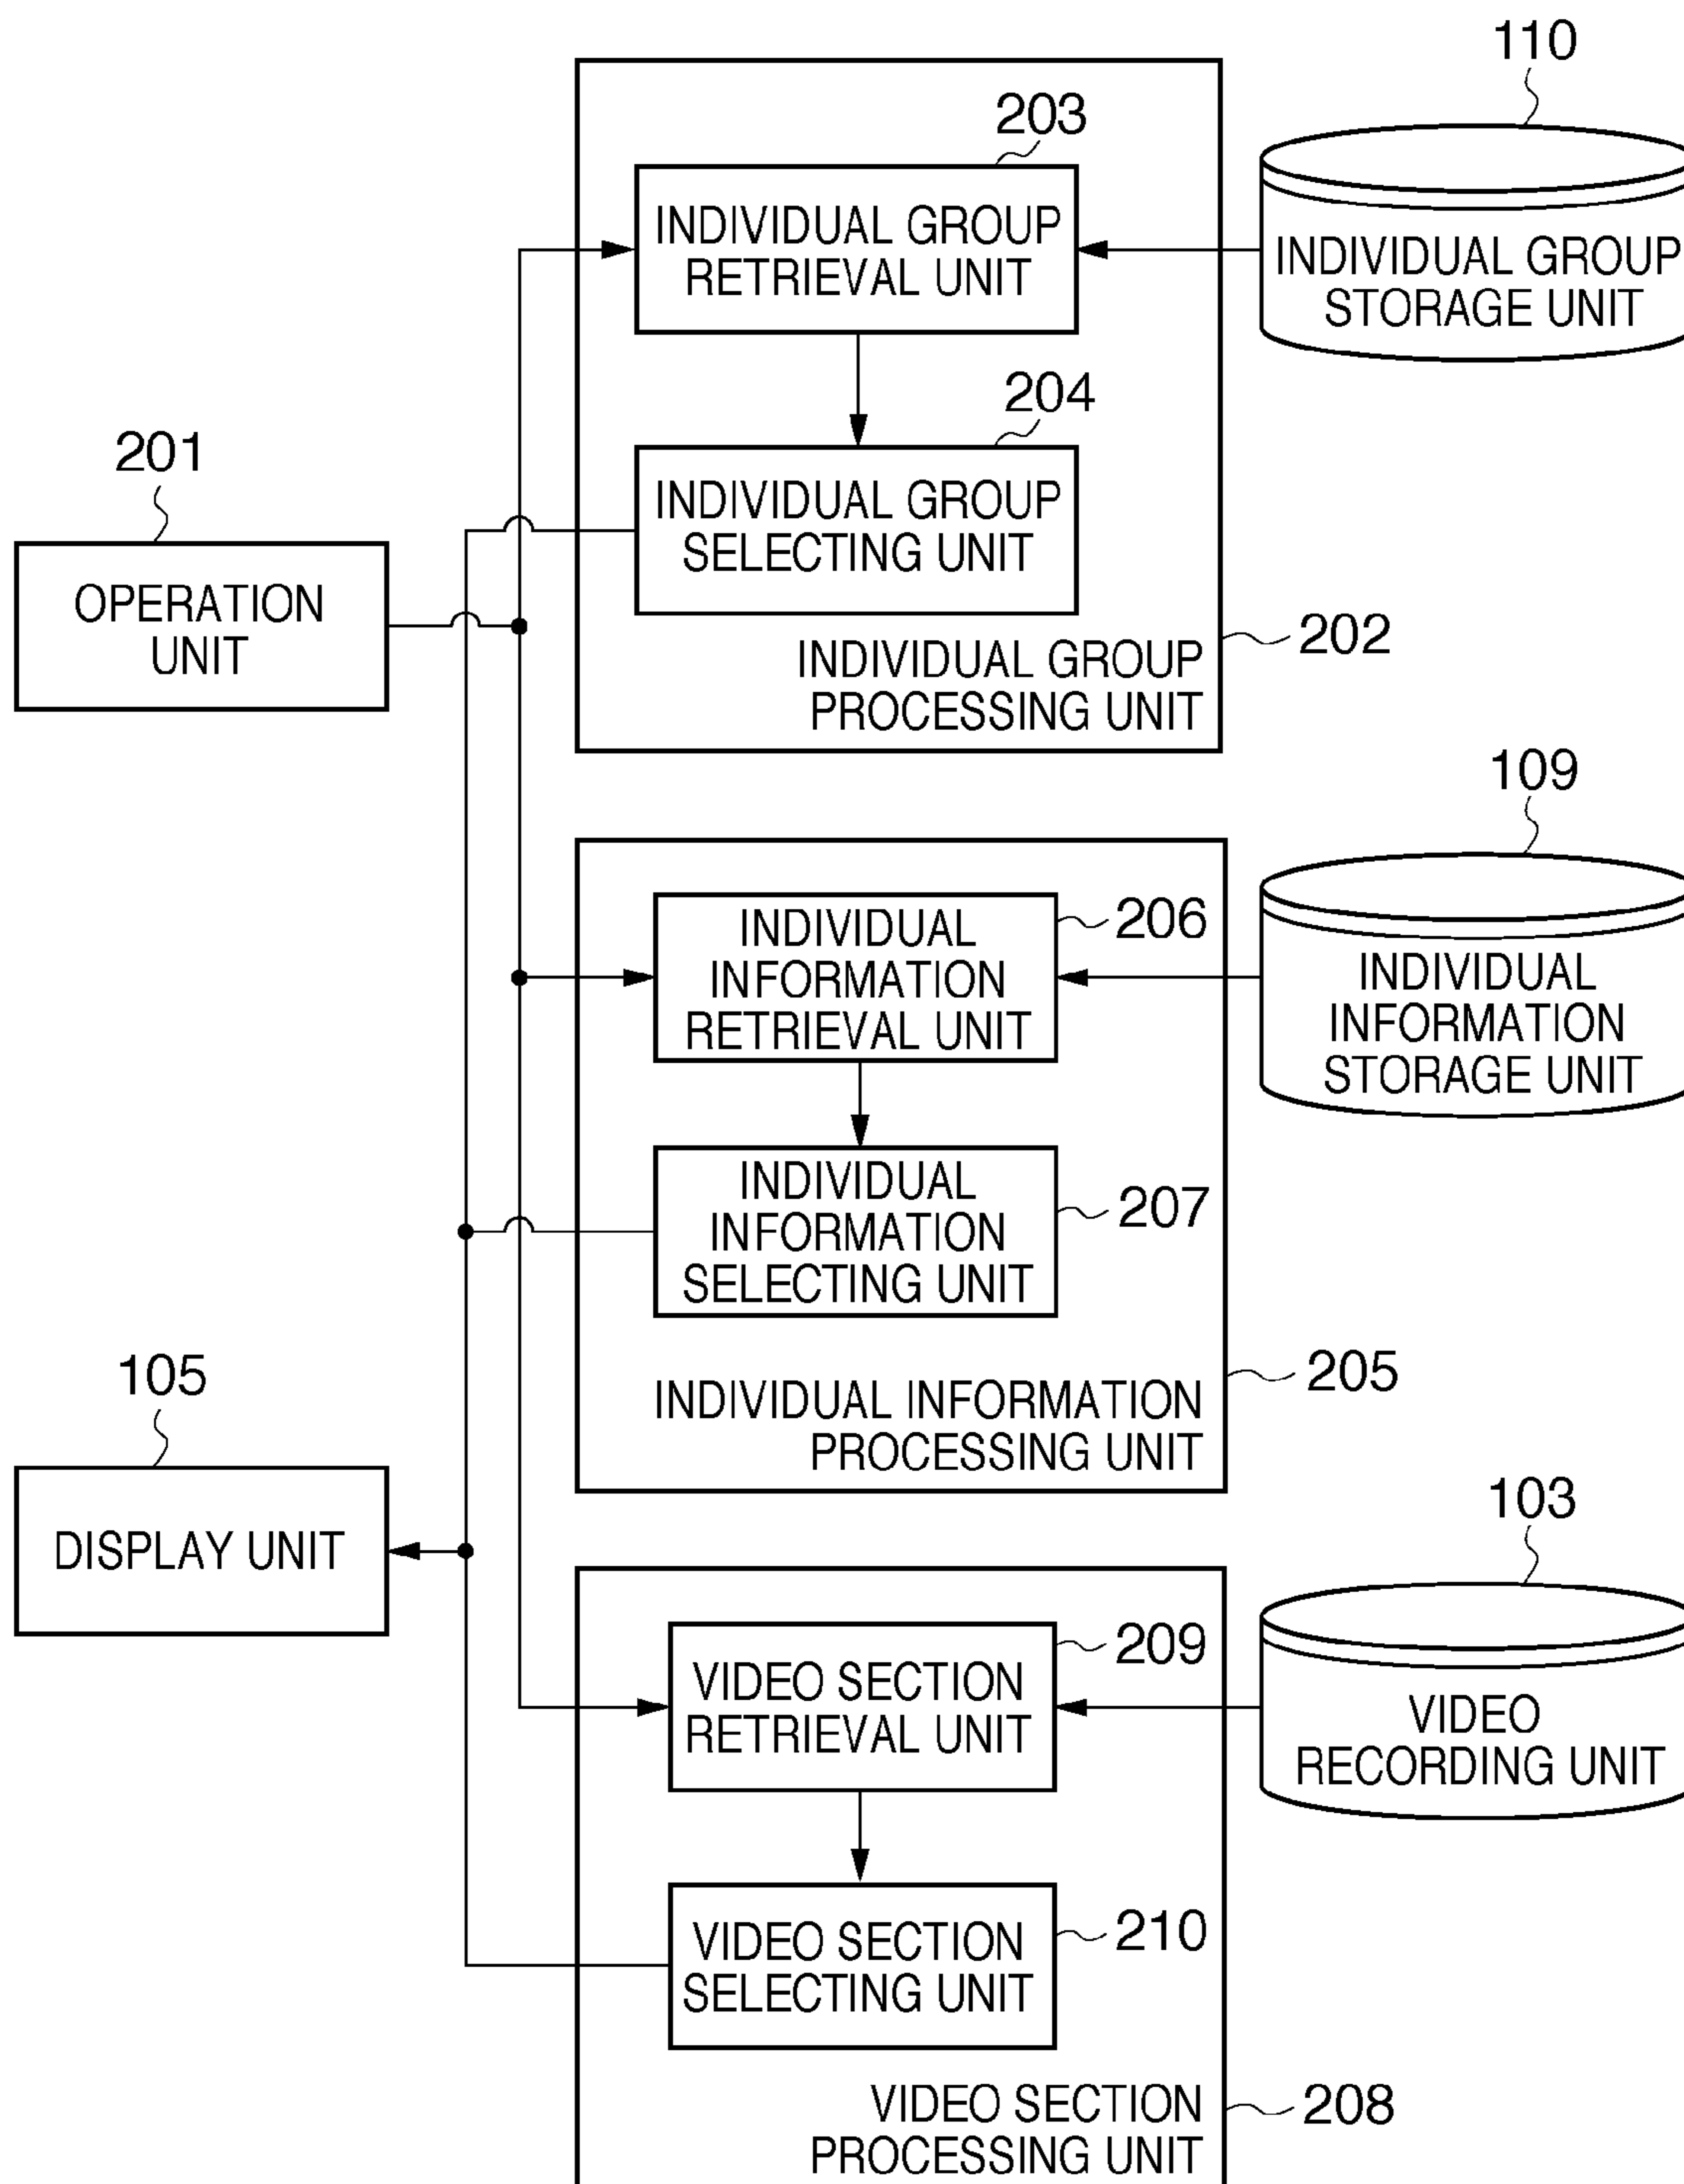 110
203
INDIVIDUAL GROUP
RETRIEVAL UNIT
INDIVIDUAL GROUP
STORAGE UNIT
204
INDIVIDUAL GROUP
SELECTING UNIT
201
OPERATION
UNIT
202
INDIVIDUAL GROUP
PROCESSING UNIT
109
206
INDIVIDUAL
INFORMATION
RETRIEVAL UNIT
INDIVIDUAL
INFORMATION
STORAGE UNIT
207
INDIVIDUAL
INFORMATION
SELECTING UNIT
205
INDIVIDUAL INFORMATION
PROCESSING UNIT
105
DISPLAY UNIT
103
209
VIDEO SECTION
RETRIEVAL UNIT
VIDEO
RECORDING UNIT
210
VIDEO SECTION
SELECTING UNIT
208
VIDEO SECTION
PROCESSING UNIT